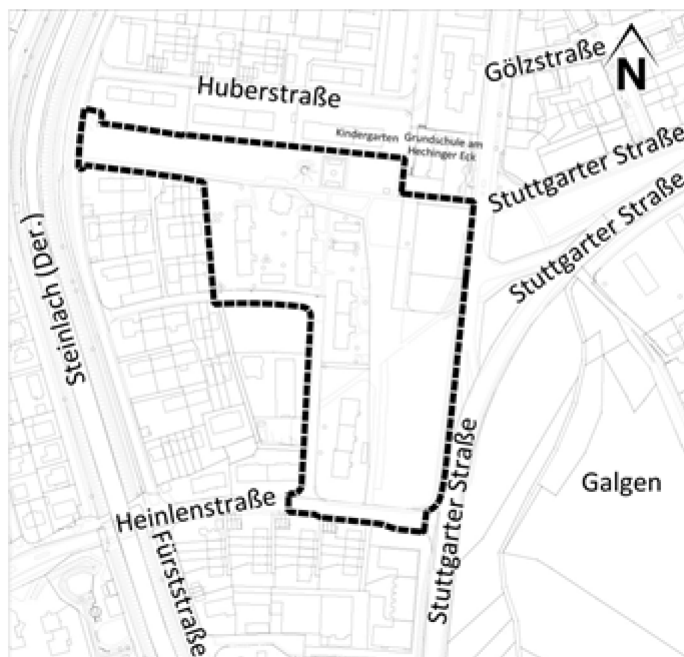 Gölzstraße
N
Huberstraße
Kindergarten
Grundschule am
Hechinger Eck
Stuttgarter Straße
Stuttgarter Straße
Steinlach (Der.)
Galgen
Heinlenstraße
Stuttgarter Straße
Fürststraße